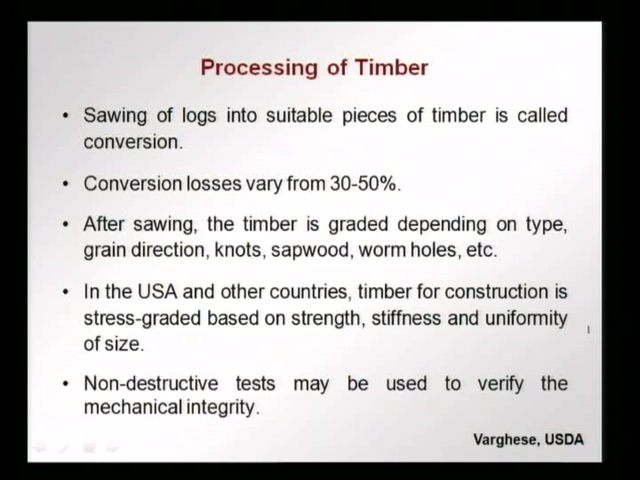 Processing of Timber
• Sawing of logs into suitable pieces of timber is called
conversion.
• Conversion losses vary from 30-50%.
• After sawing, the timber is graded depending on type,
grain direction, knots, sapwood, worm holes, etc.
• In the USA and other countries, timber for construction is
stress-graded based on strength, stiffness and uniformity
of size.
• Non-destructive tests may be used to verify the
mechanical integrity.
Varghese, USDA